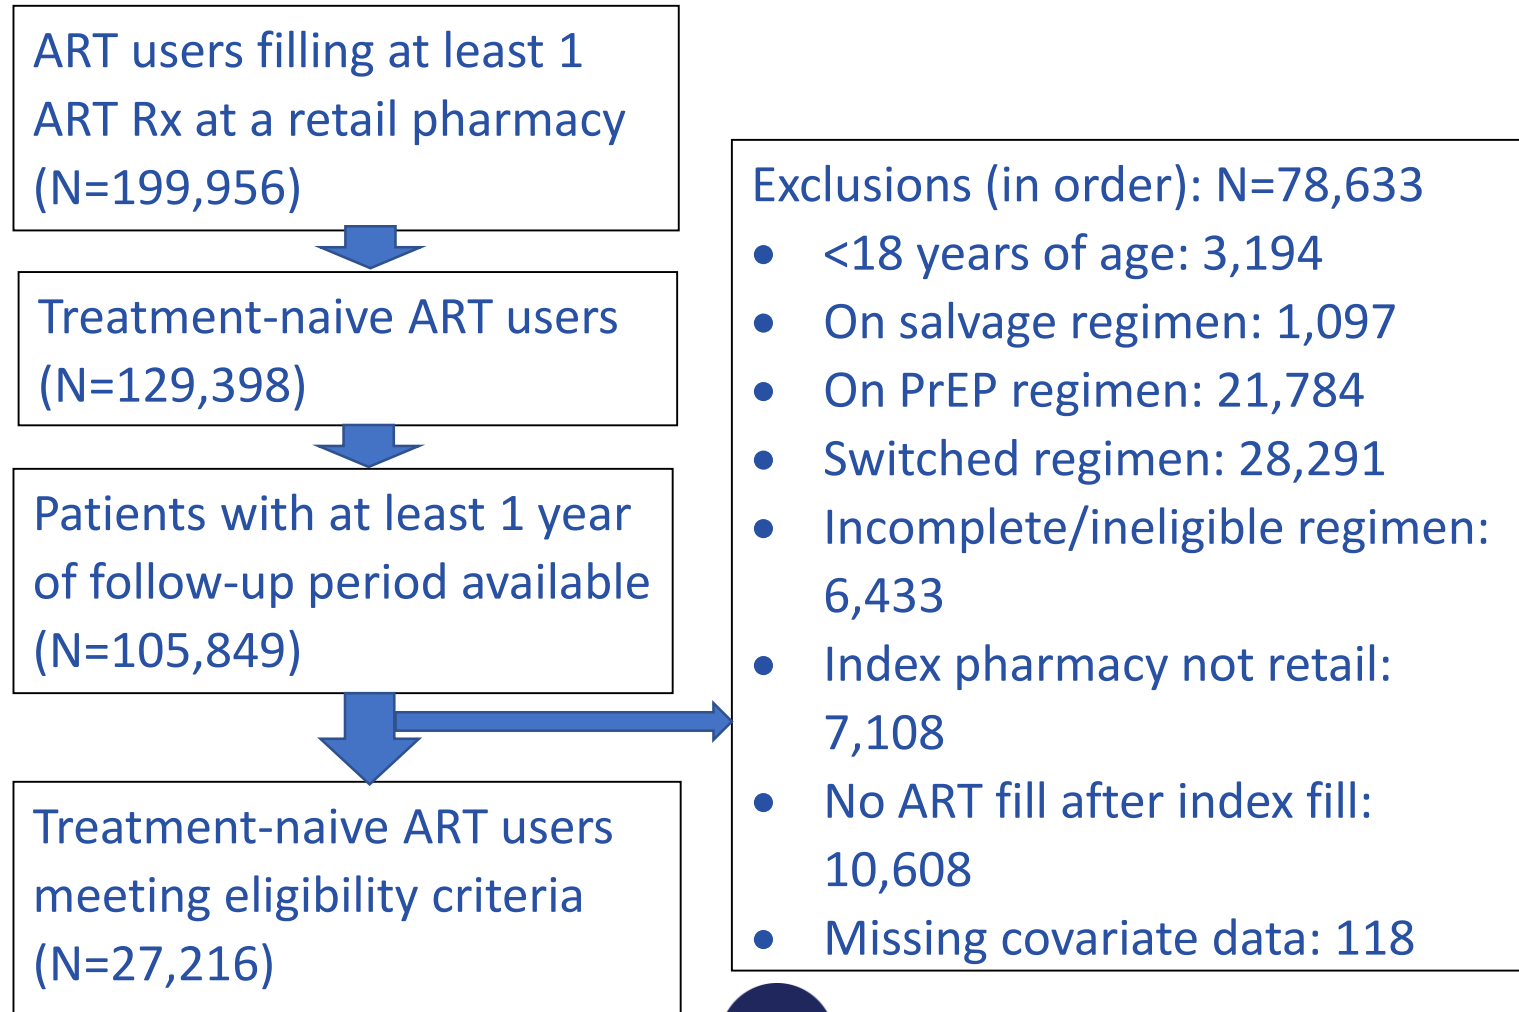 ART users filling at least 1
ART Rx at a retail pharmacy
(N=199,956)
Treatment-naive ART users
(N=129,398)
Patients with at least 1 year
of follow-up period available
(N=105,849)
Treatment-naive ART users
meeting eligibility criteria
(N=27,216)
Exclusions (in order): N=78,633
• <18 years of age: 3,194
• On salvage regimen: 1,097
• On PrEP regimen: 21,784
• Switched regimen: 28,291
• Incomplete/ineligible regimen:
6,433
• Index pharmacy not retail:
7,108
• No ART fill after index fill:
10,608
• Missing covariate data: 118